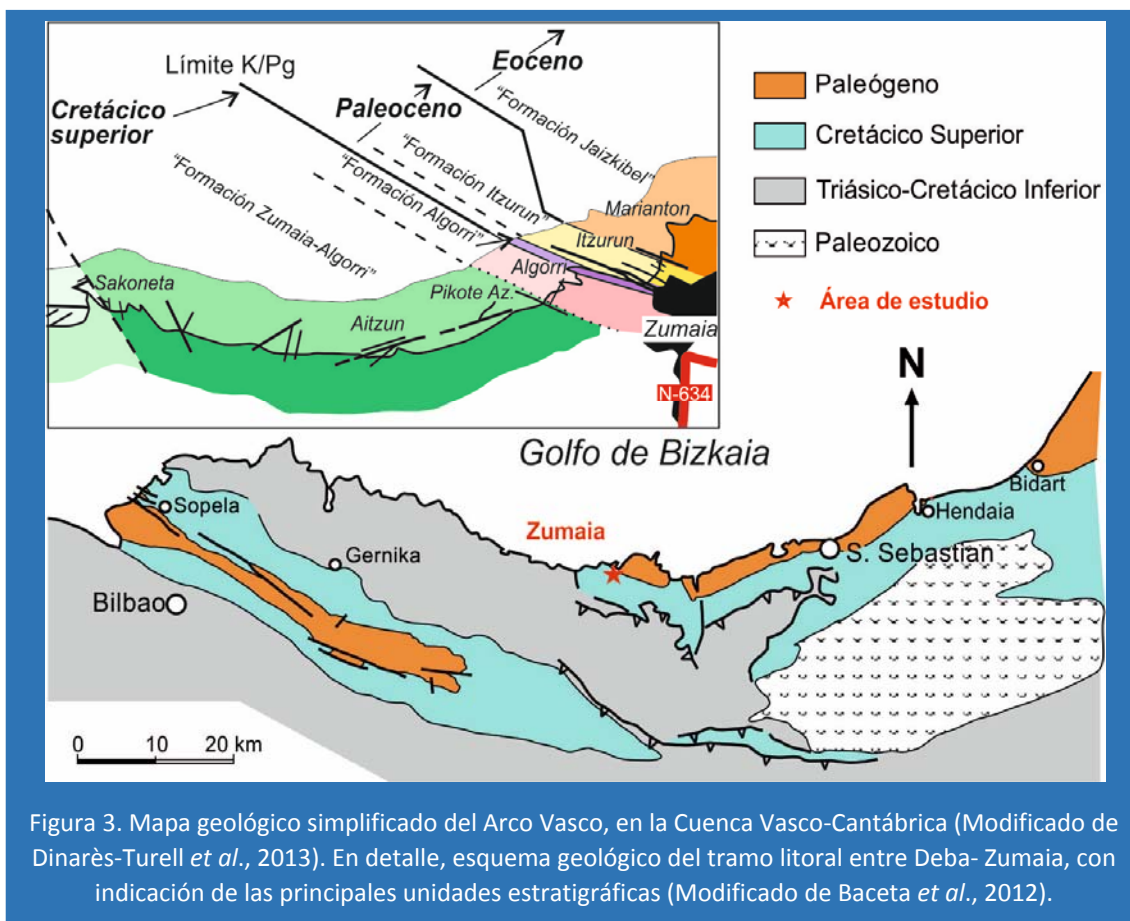 Límite K/Pg
Eoceno
Cretácico
superior
Paleoceno
"Formación Jaizkibel"
"Formación Itzurun"
"Formación Algorri"
"Formación Zumaia-Algorri"
Marianton
Itzurun
Algorri
Sakoneta
Pikote Az.
Aitzun
Zumaia
N-634
Paleógeno
Cretácico Superior
Triásico-Cretácico Inferior
Paleozoico
Área de estudio
N
Golfo de Bizkaia
Bidart
Hendaia
Sopela
Zumaia
S. Sebastian
Gernika
Bilbao
0 10 20 km
Figura 3. Mapa geológico simplificado del Arco Vasco, en la Cuenca Vasco-Cantábrica (Modificado de
Dinarès-Turell et al., 2013). En detalle, esquema geológico del tramo litoral entre Deba- Zumaia, con
indicación de las principales unidades estratigráficas (Modificado de Baceta et al., 2012).